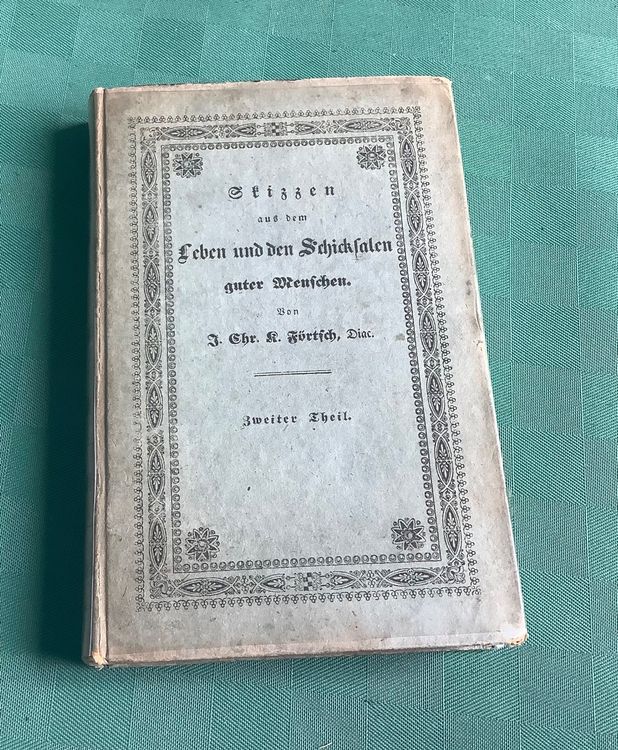 Skizzen
aus dem
Leben und den Schicksalen
guter Menschen.
Von
J. Chr. K. Förtsch, Diac.
Zweiter Theil.